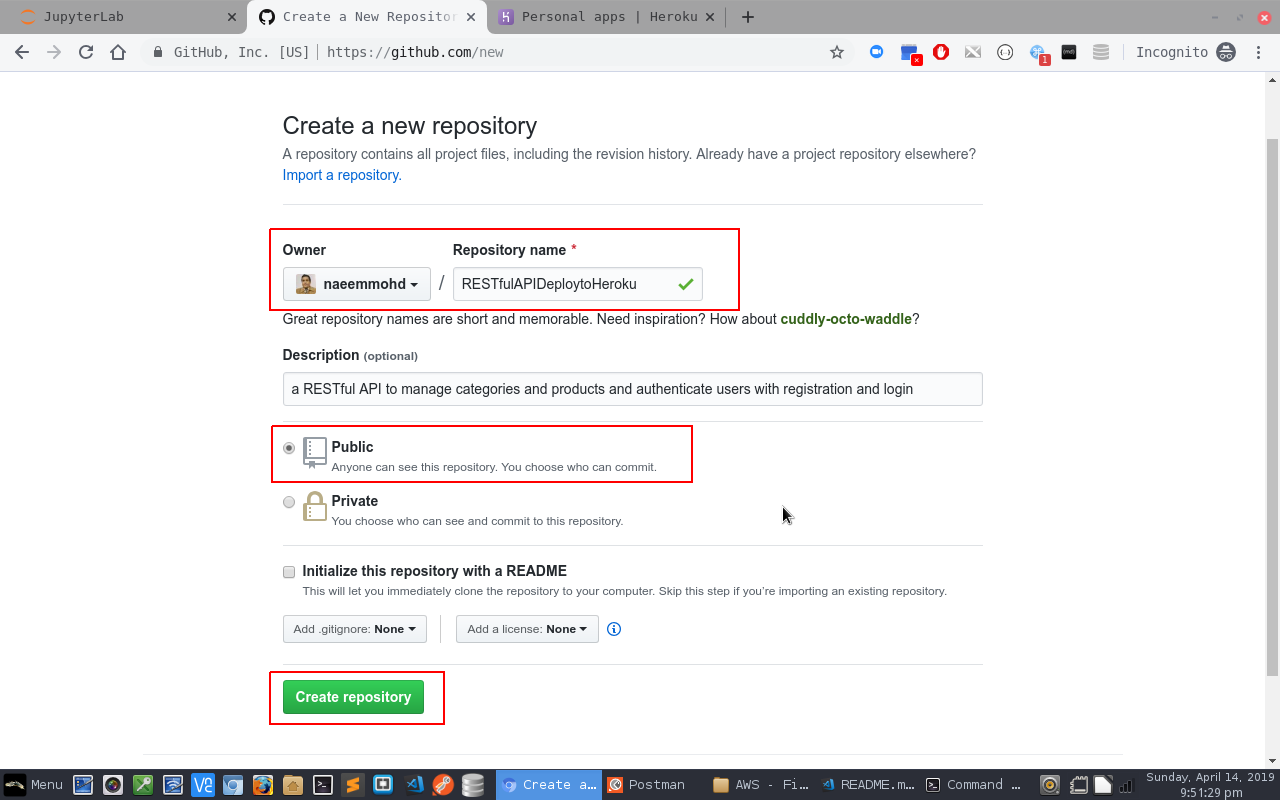 JupyterLab
Create a New Repositor
Personal apps | Heroku
GitHub, Inc. [US] https://github.com/new
1
Incognito
Create a new repository
A repository contains all project files, including the revision history. Already have a project repository elsewhere?
Import a repository.
Owner Repository name *
naeemmohd / RESTfulAPIDeploytoHeroku
Great repository names are short and memorable. Need inspiration? How about cuddly-octo-waddle?
Description (optional)
a RESTful API to manage categories and products and authenticate users with registration and login
Public
Anyone can see this repository. You choose who can commit.
Private
You choose who can see and commit to this repository.
Initialize this repository with a README
This will let you immediately clone the repository to your computer. Skip this step if you’re importing an existing repository.
Add .gitignore: None Add a license: None
Create repository
Menu Create a… Postman AWS - Fi… README.m… Command …
Sunday, April 14, 2019
9:51:29 pm